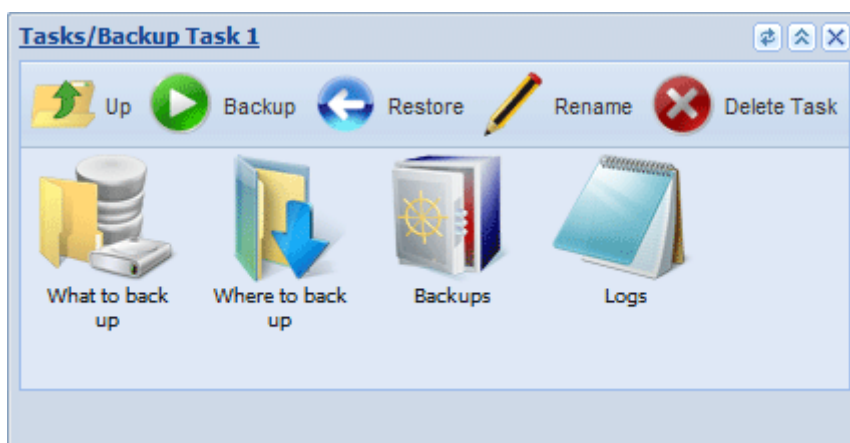 Tasks/Backup Task 1
Up Backup Restore Rename Delete Task
What to back up Where to back up Backups Logs